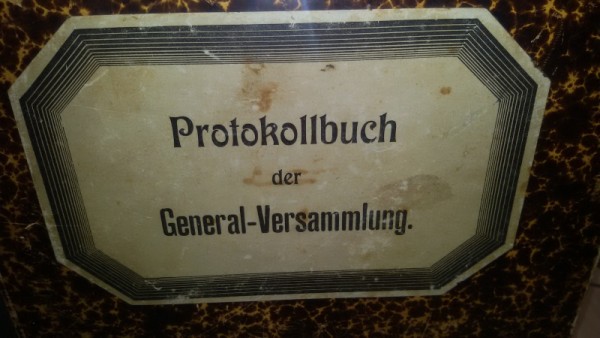 Protokollbuch
der
General-Versammlung.